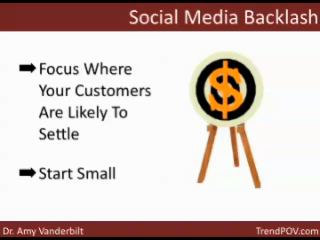 Social Media Backlash
Focus Where
Your Customers
Are Likely To
Settle
Start Small
$
Dr. Amy Vanderbilt
TrendPOV.com